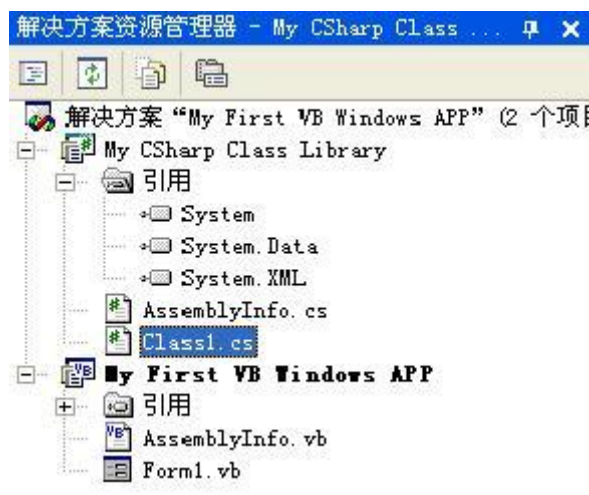 解决方案资源管理器 - My CSharp Class ...
解决方案 “My First VB Windows APP” (2 个项目
My CSharp Class Library
引用
System
System.Data
System.XML
AssemblyInfo.cs
Class1.cs
My First VB Windows APP
引用
AssemblyInfo.vb
Form1.vb